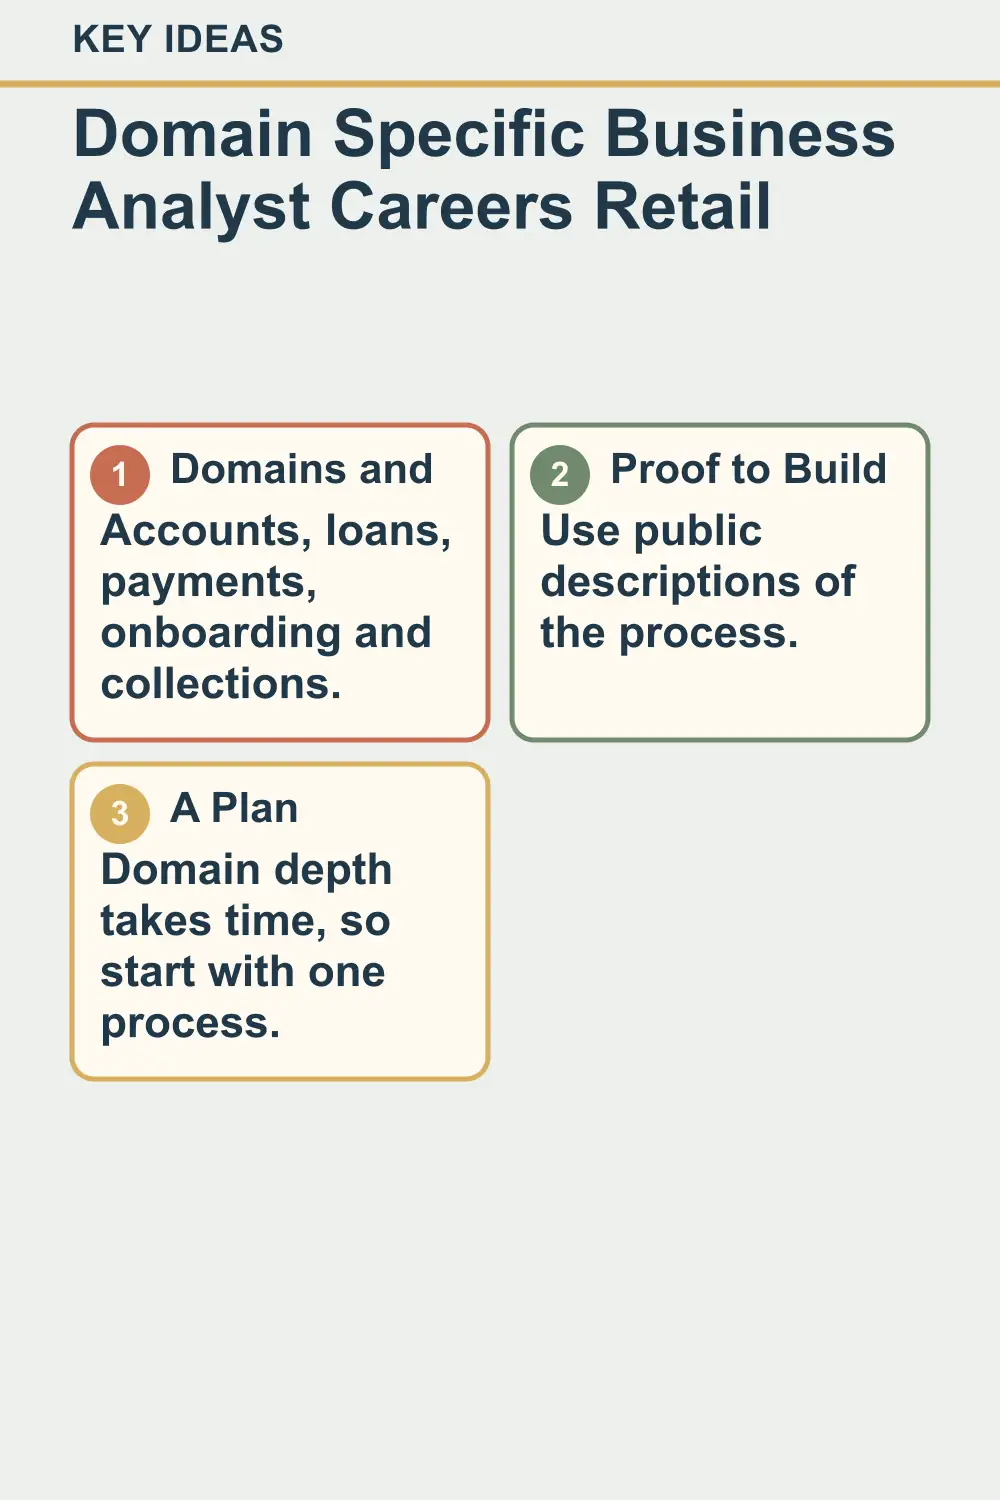 KEY IDEAS
Domain Specific Business
Analyst Careers Retail
1 Domains and
Accounts, loans,
payments,
onboarding and
collections.
2 Proof to Build
Use public
descriptions of
the process.
3 A Plan
Domain depth
takes time, so
start with one
process.